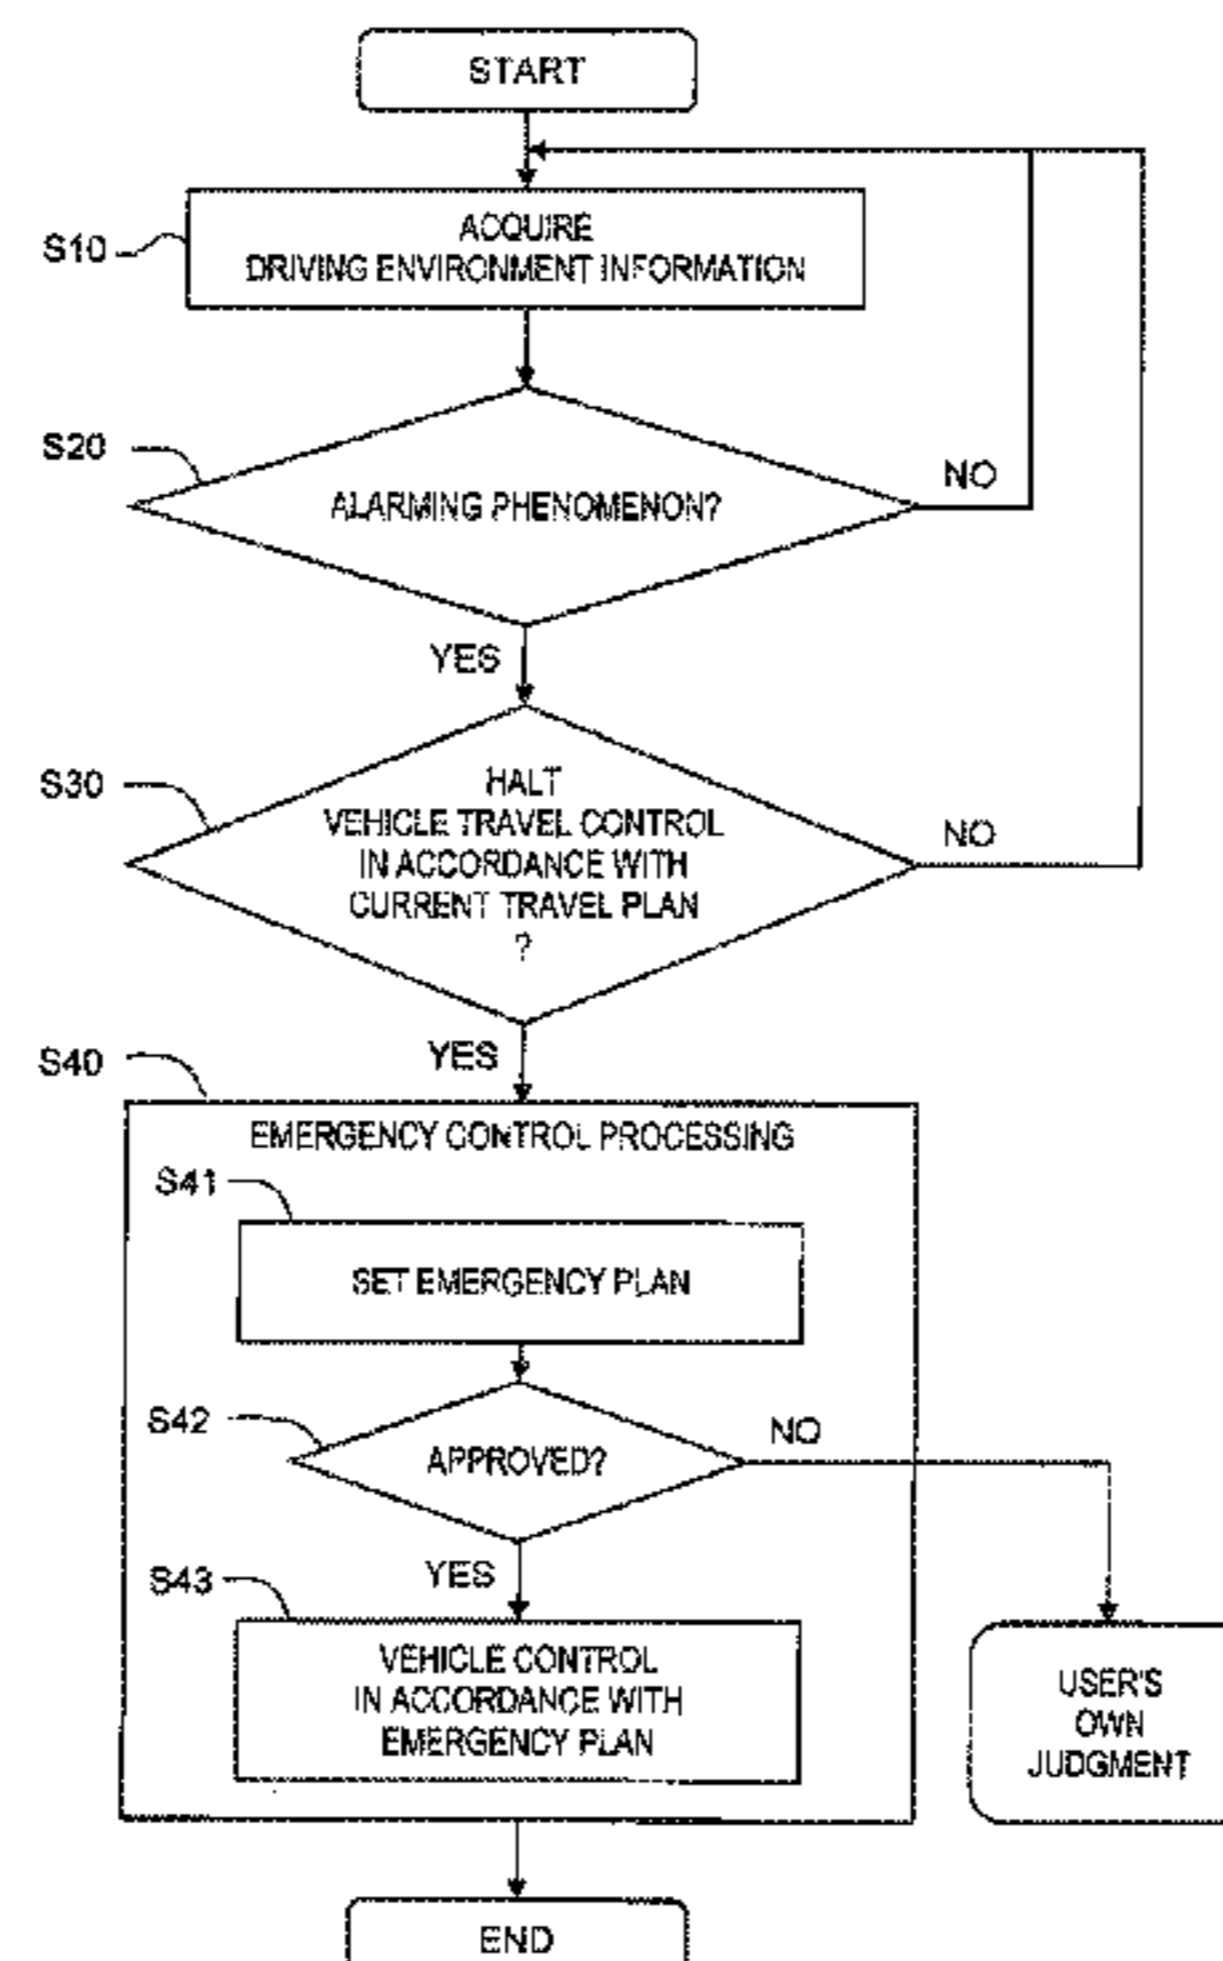 START
S10
ACQUIRE
DRIVING ENVIRONMENT INFORMATION
S20
ALARMING PHENOMENON?
NO
YES
S30
HALT
VEHICLE TRAVEL CONTROL
IN ACCORDANCE WITH
CURRENT TRAVEL PLAN
?
NO
YES
S40
EMERGENCY CONTROL PROCESSING
S41
SET EMERGENCY PLAN
S42
APPROVED?
NO
YES
S43
VEHICLE CONTROL
IN ACCORDANCE WITH
EMERGENCY PLAN
USER'S
OWN
JUDGMENT
END